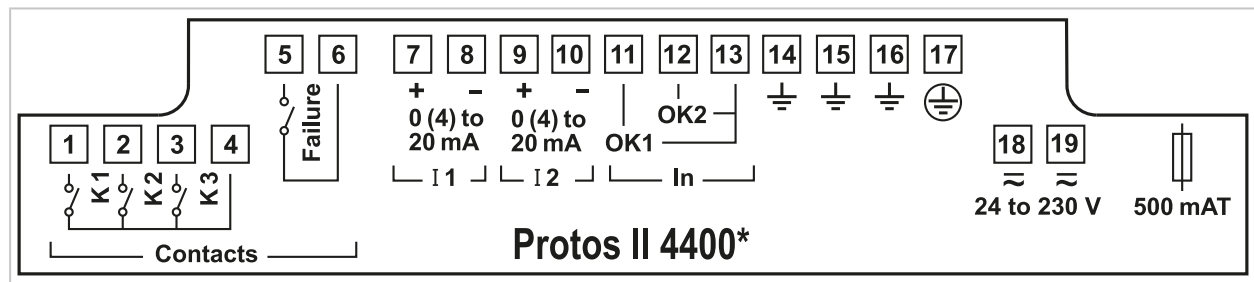 5 6 7 8 9 10 11 12 13 14 15 16 17
+ − + −
Failure
0 (4) to 20 mA
0 (4) to 20 mA
OK2
OK1
I 1
I 2
In
1 2 3 4
K1 K2 K3
Contacts
18 19
24 to 230 V
500 mAT
Protos II 4400*